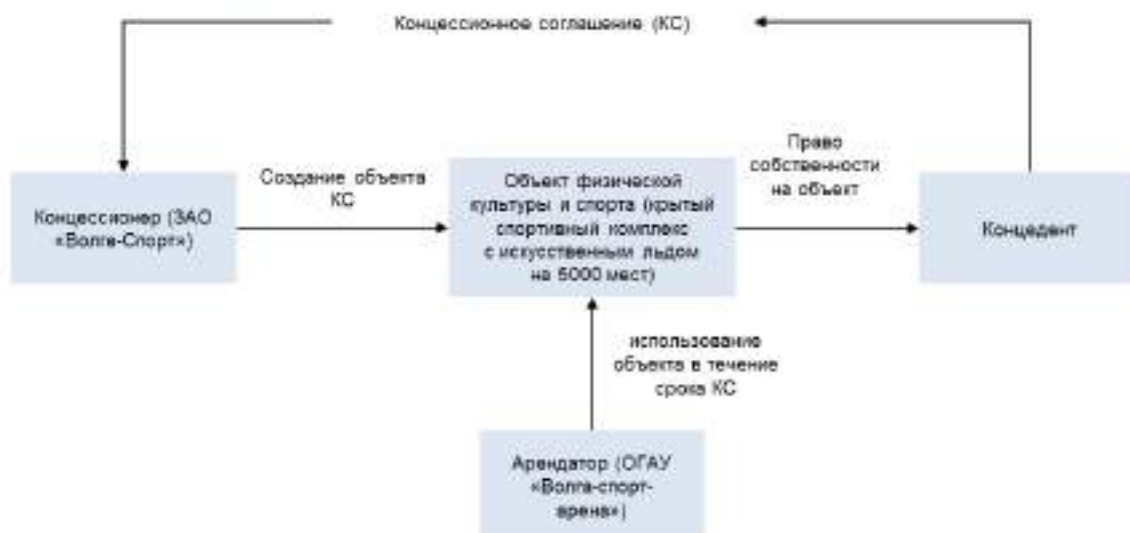 Концессионное соглашение (КС)
Право
собственности
на объект
Создание объекта
КС
Объект физической
культуры и спорта (крытый
спортивный комплекс
с искусственным льдом
на 5000 мест)
Концессионер (ЗАО
«Волга-Спорт»)
Концедент
использование
объекта в течение
срока КС
Арендатор (ОГАУ
«Волга-спорт-
арена»)